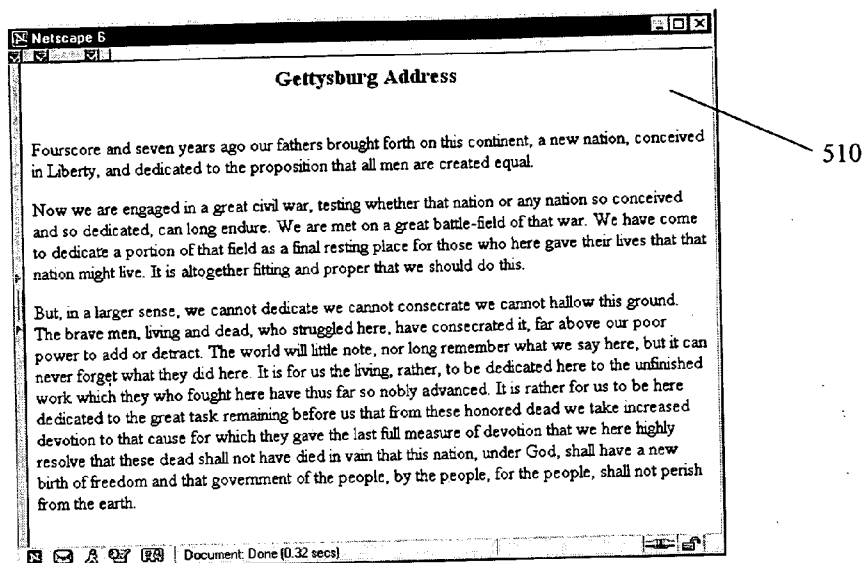 Netscape 6
Gettysburg Address
510
Fourscore and seven years ago our fathers brought forth on this continent, a new nation, conceived
in Liberty, and dedicated to the proposition that all men are created equal.
Now we are engaged in a great civil war, testing whether that nation or any nation so conceived
and so dedicated, can long endure. We are met on a great battle-field of that war. We have come
to dedicate a portion of that field as a final resting place for those who here gave their lives that that
nation might live. It is altogether fitting and proper that we should do this.
But, in a larger sense, we cannot dedicate we cannot consecrate we cannot hallow this ground.
The brave men, living and dead, who struggled here, have consecrated it, far above our poor
power to add or detract. The world will little note, nor long remember what we say here, but it can
never forget what they did here. It is for us the living, rather, to be dedicated here to the unfinished
work which they who fought here have thus far so nobly advanced. It is rather for us to be here
dedicated to the great task remaining before us that from these honored dead we take increased
devotion to that cause for which they gave the last full measure of devotion that we here highly
resolve that these dead shall not have died in vain that this nation, under God, shall have a new
birth of freedom and that government of the people, by the people, for the people, shall not perish
from the earth.
Document: Done (0.32 secs)